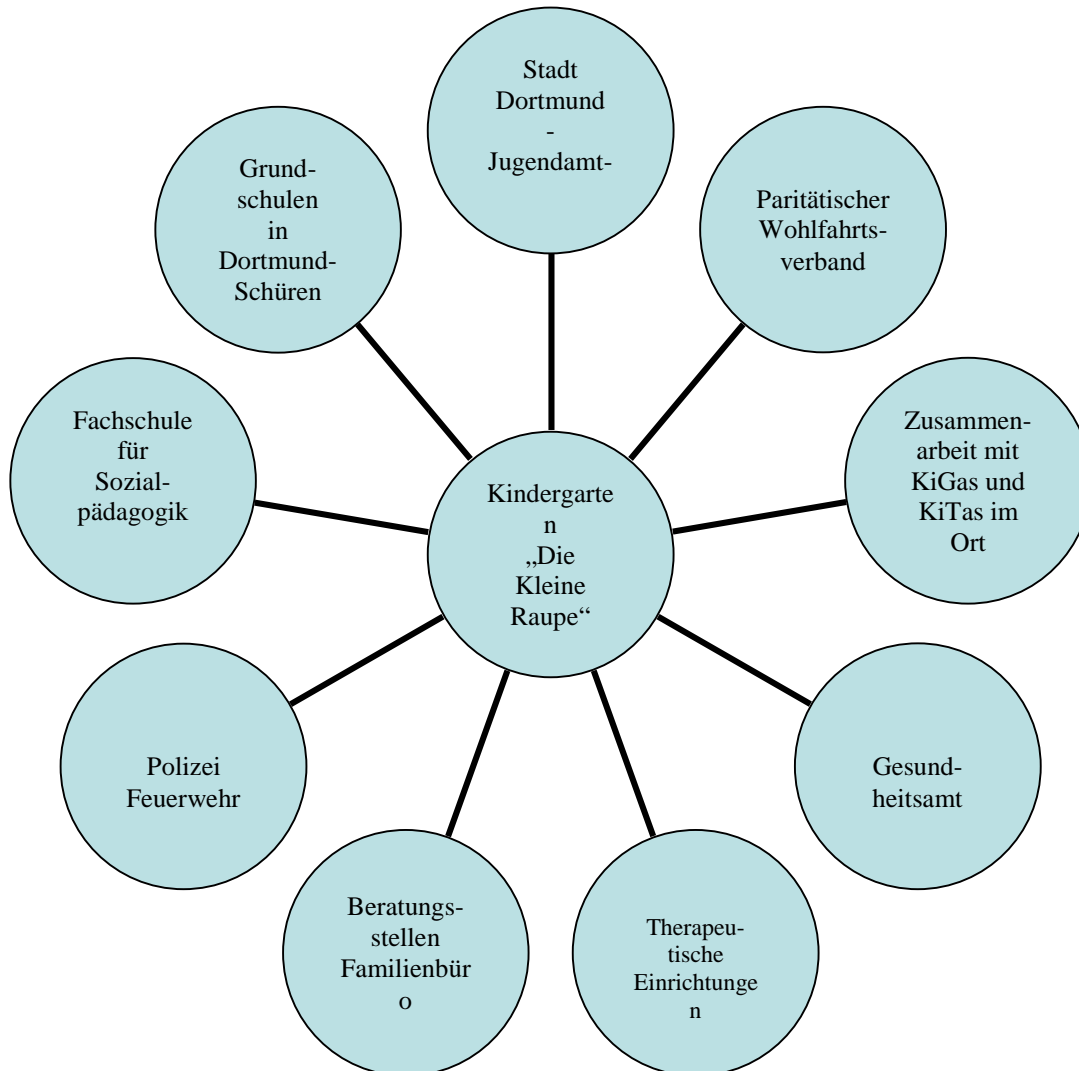 Stadt
Dortmund
-
Jugendamt-
Grund-
schulen
in
Dortmund-
Schüren
Paritätischer
Wohlfahrts-
verband
Fachschule
für
Sozial-
pädagogik
Zusammen-
arbeit mit
KiGas und
KiTas im
Ort
Kindergarte
n
„Die
Kleine
Raupe“
Polizei
Feuerwehr
Gesund-
heitsamt
Beratungs-
stellen
Familienbür
o
Therapeu-
tische
Einrichtunge
n